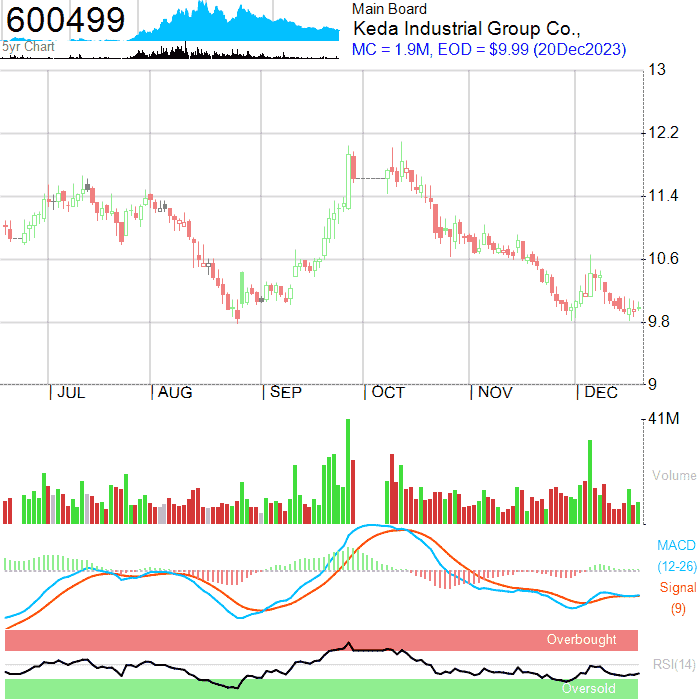 600499
5yr Chart
Main Board
Keda Industrial Group Co.,
MC = 1.9M, EOD = $9.99 (20Dec2023)
13
12.2
11.4
10.6
9.8
9
JUL AUG SEP OCT NOV DEC
41M
Volume
MACD
(12-26)
Signal
(9)
Overbought
RSI(14)
Oversold